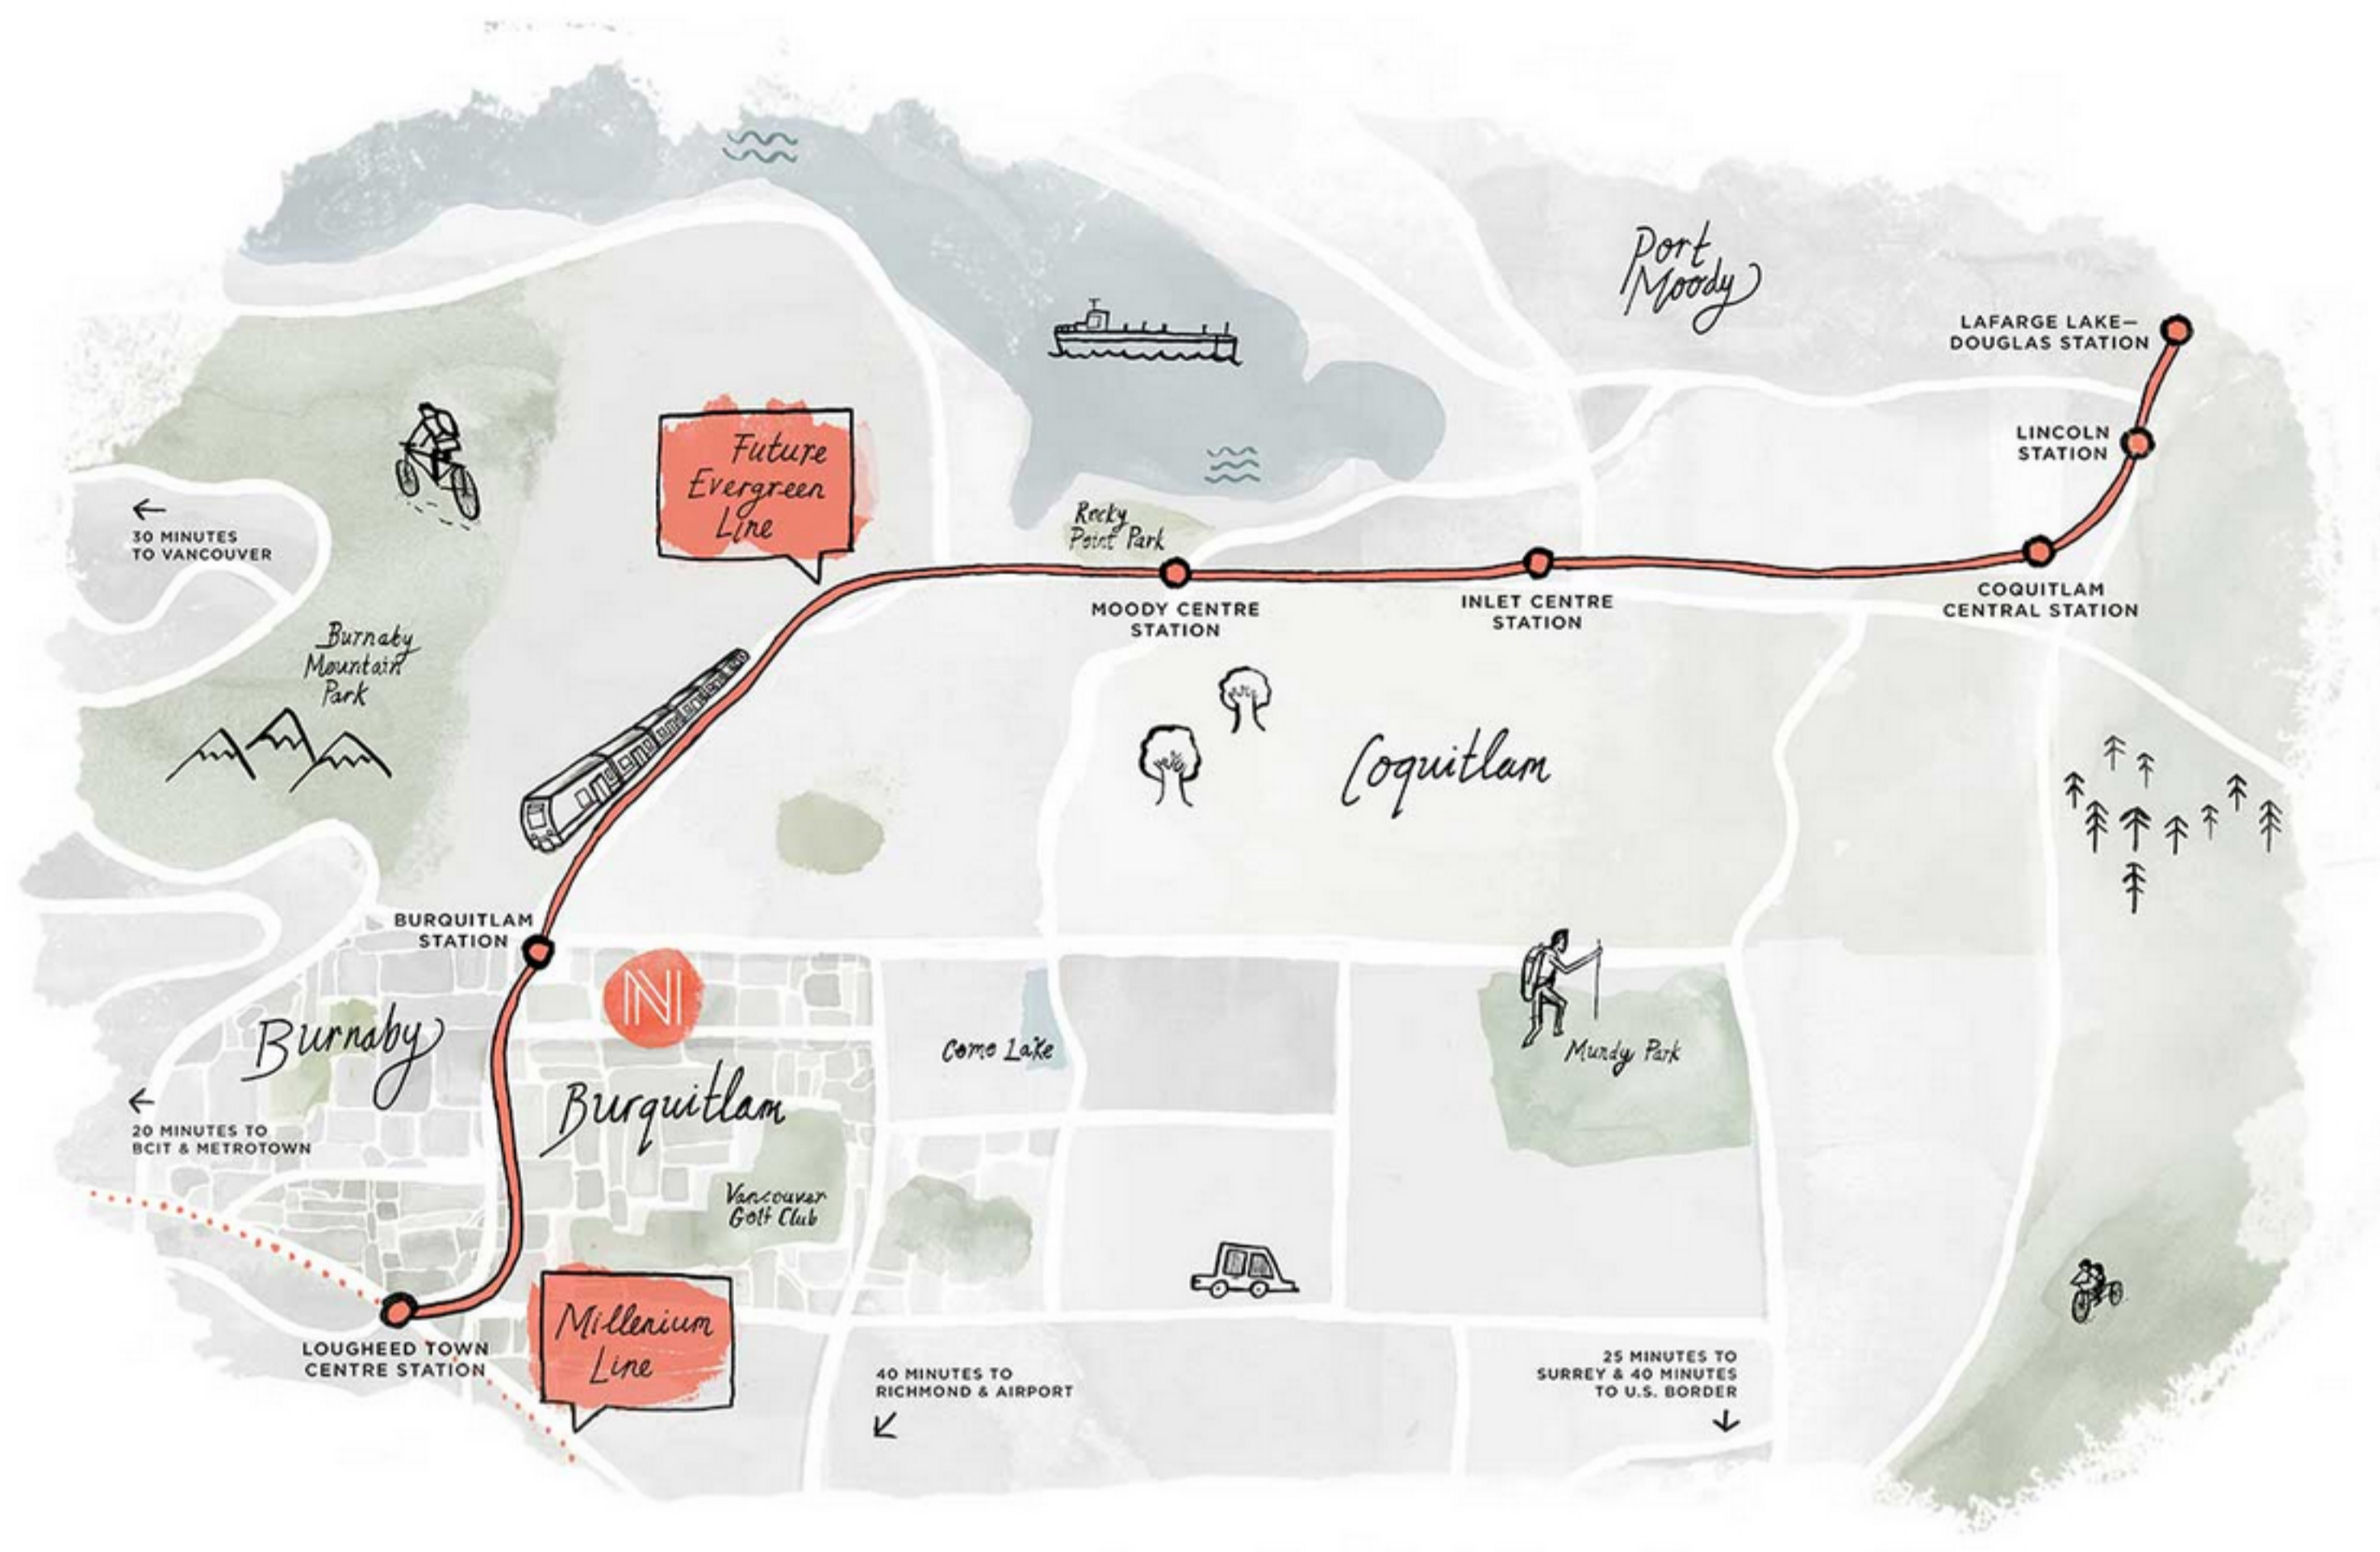 Port
Moody
LAFARGE LAKE—
DOUGLAS STATION
LINCOLN
STATION
Future
Evergreen
Line
←
30 MINUTES
TO VANCOUVER
Rocky
Point Park
MOODY CENTRE
STATION
INLET CENTRE
STATION
COQUITLAM
CENTRAL STATION
Burnaby
Mountain
Park
Coquitlam
BURQUITLAM
STATION
N
Burnaby
Como Lake
Mundy Park
Burquitlam
←
20 MINUTES TO
BCIT & METROTOWN
Vancouver
Golf Club
Millenium
Line
LOUGHEED TOWN
CENTRE STATION
40 MINUTES TO
RICHMOND & AIRPORT
↙
25 MINUTES TO
SURREY & 40 MINUTES
TO U.S. BORDER
↓